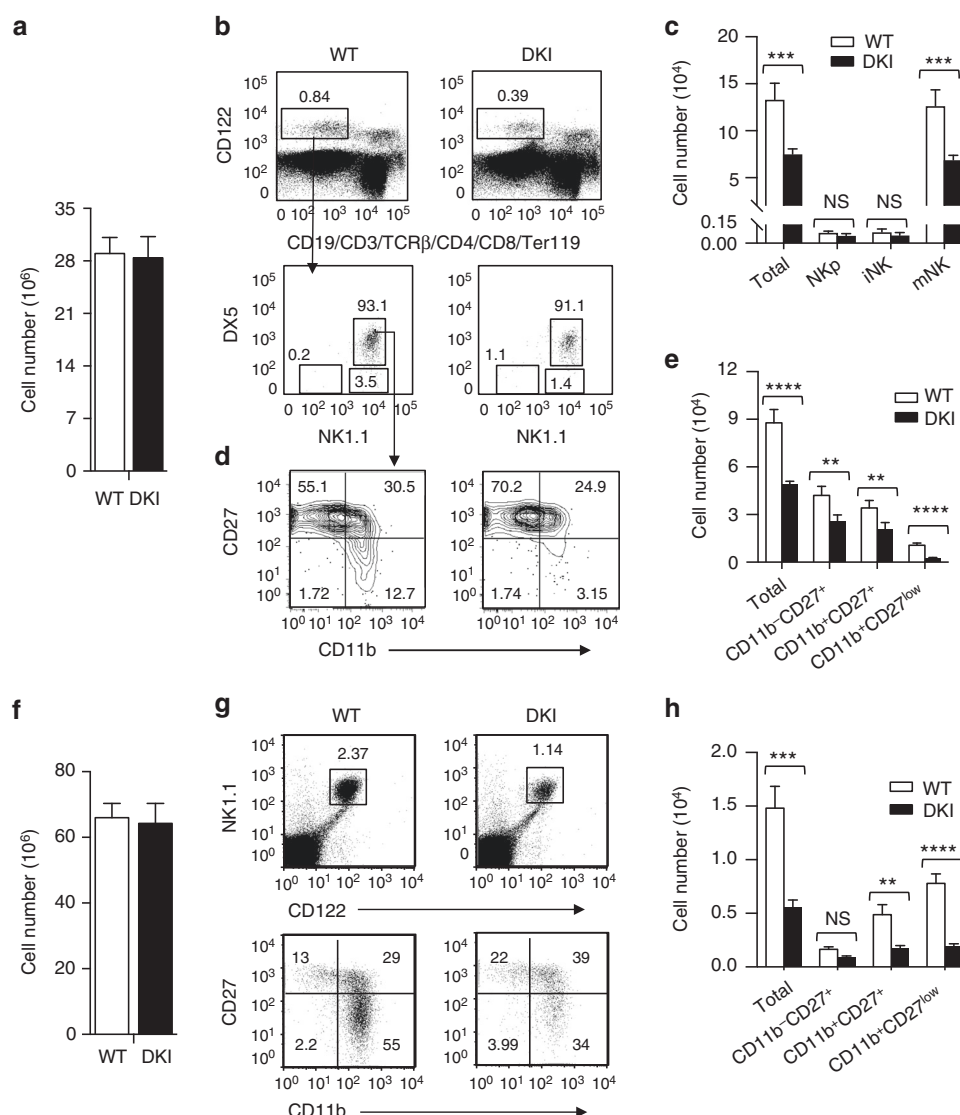 a
Cell number (10⁶)
35
28
21
14
7
0
WT DKI
b
WT DKI
10⁵
10⁴
10³
10²
0
CD122
0.84
0.39
0 10² 10³ 10⁴ 10⁵
0 10² 10³ 10⁴ 10⁵
CD19/CD3/TCRβ/CD4/CD8/Ter119
10⁵
10⁴
10³
10²
0
DX5
93.1
0.2
3.5
10⁵
10⁴
10³
10²
0
91.1
1.1
1.4
0 10² 10³ 10⁴ 10⁵
0 10² 10³ 10⁴ 10⁵
NK1.1 NK1.1
c
Cell number (10⁴)
20
15
10
5
0.15
0.00
WT
DKI
***
NS
NS
***
Total NKp iNK mNK
d
CD27
10⁴
10³
10²
10¹
10⁰
55.1 30.5
1.72 12.7
10⁴
10³
10²
10¹
10⁰
70.2 24.9
1.74 3.15
10⁰ 10¹ 10² 10³ 10⁴
10⁰ 10¹ 10² 10³ 10⁴
CD11b
e
Cell number (10⁴)
12
9
6
3
0
WT
DKI
****
**
**
****
Total
CD11b⁻CD27⁺
CD11b⁺CD27⁺
CD11b⁺CD27ˡᵒʷ
f
Cell number (10⁶)
80
60
40
20
0
WT DKI
g
WT DKI
NK1.1
10⁴
10³
10²
10¹
10⁰
2.37
10⁴
10³
10²
10¹
0
1.14
10⁰ 10¹ 10² 10³ 10⁴
10⁰ 10¹ 10² 10³ 10⁴
CD122
CD27
10⁴
10³
10²
10¹
10⁰
13 29
2.2 55
10⁴
10³
10²
10¹
10⁰
22 39
3.99 34
10⁰ 10¹ 10² 10³ 10⁴
10⁰ 10¹ 10² 10³ 10⁴
CD11b
h
Cell number (10⁴)
2.0
1.5
1.0
0.5
0.0
WT
DKI
***
NS
**
****
Total
CD11b⁻CD27⁺
CD11b⁺CD27⁺
CD11b⁺CD27ˡᵒʷ